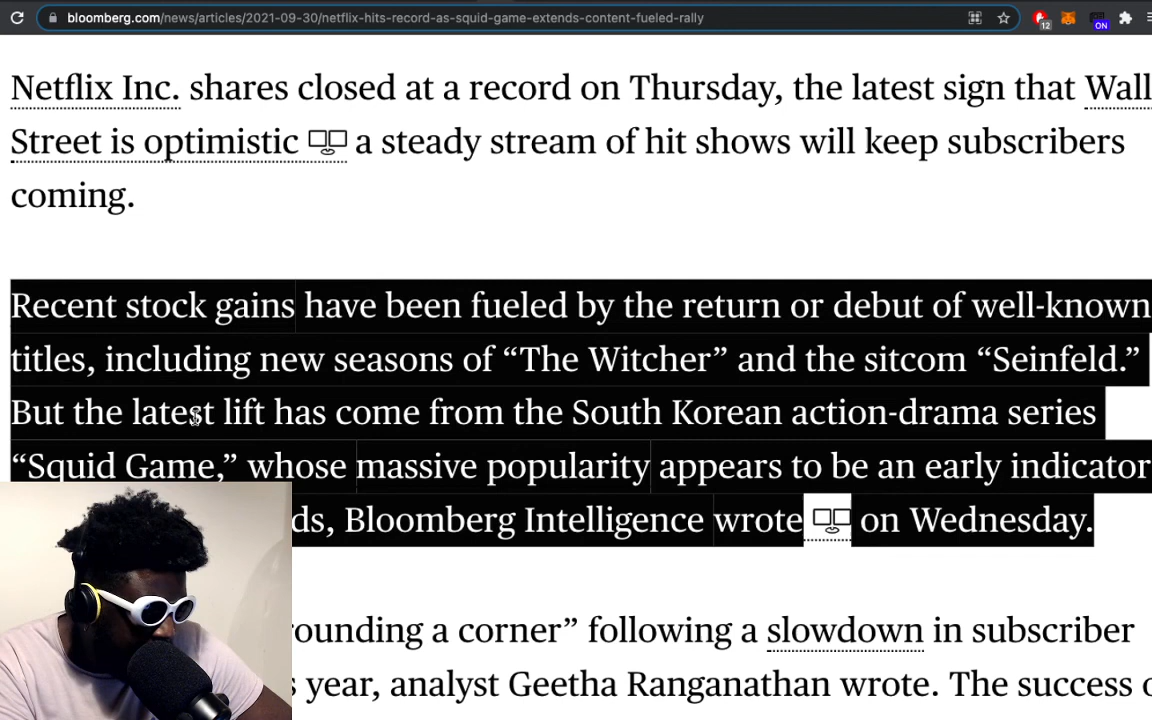 bloomberg.com/news/articles/2021-09-30/netflix-hits-record-as-squid-game-extends-content-fueled-rally
12
ON
Netflix Inc. shares closed at a record on Thursday, the latest sign that Wall
Street is optimistic a steady stream of hit shows will keep subscribers
coming.
Recent stock gains have been fueled by the return or debut of well-known
titles, including new seasons of “The Witcher” and the sitcom “Seinfeld.”
But the latest lift has come from the South Korean action-drama series
“Squid Game,” whose massive popularity appears to be an early indicator
ds, Bloomberg Intelligence wrote on Wednesday.
rounding a corner” following a slowdown in subscriber
s year, analyst Geetha Ranganathan wrote. The success